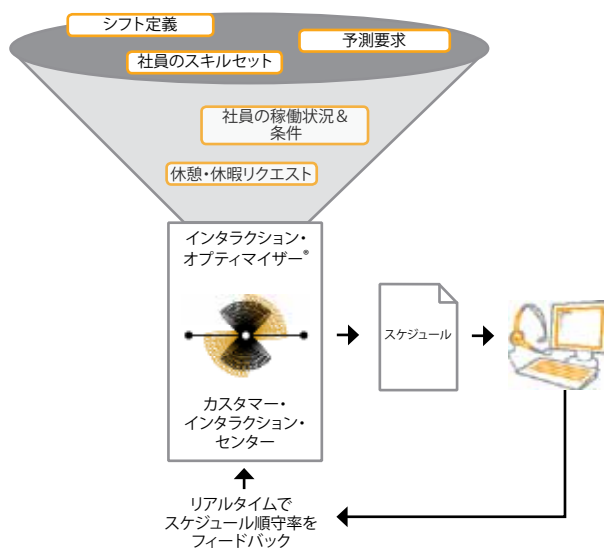 シフト定義
予測要求
社員のスキルセット
社員の稼働状況＆
条件
休憩・休暇リクエスト
インタラクション・
オプティマイザー®
カスタマー・
インタラクション・
センター
スケジュール
リアルタイムで
スケジュール順守率を
フィードバック